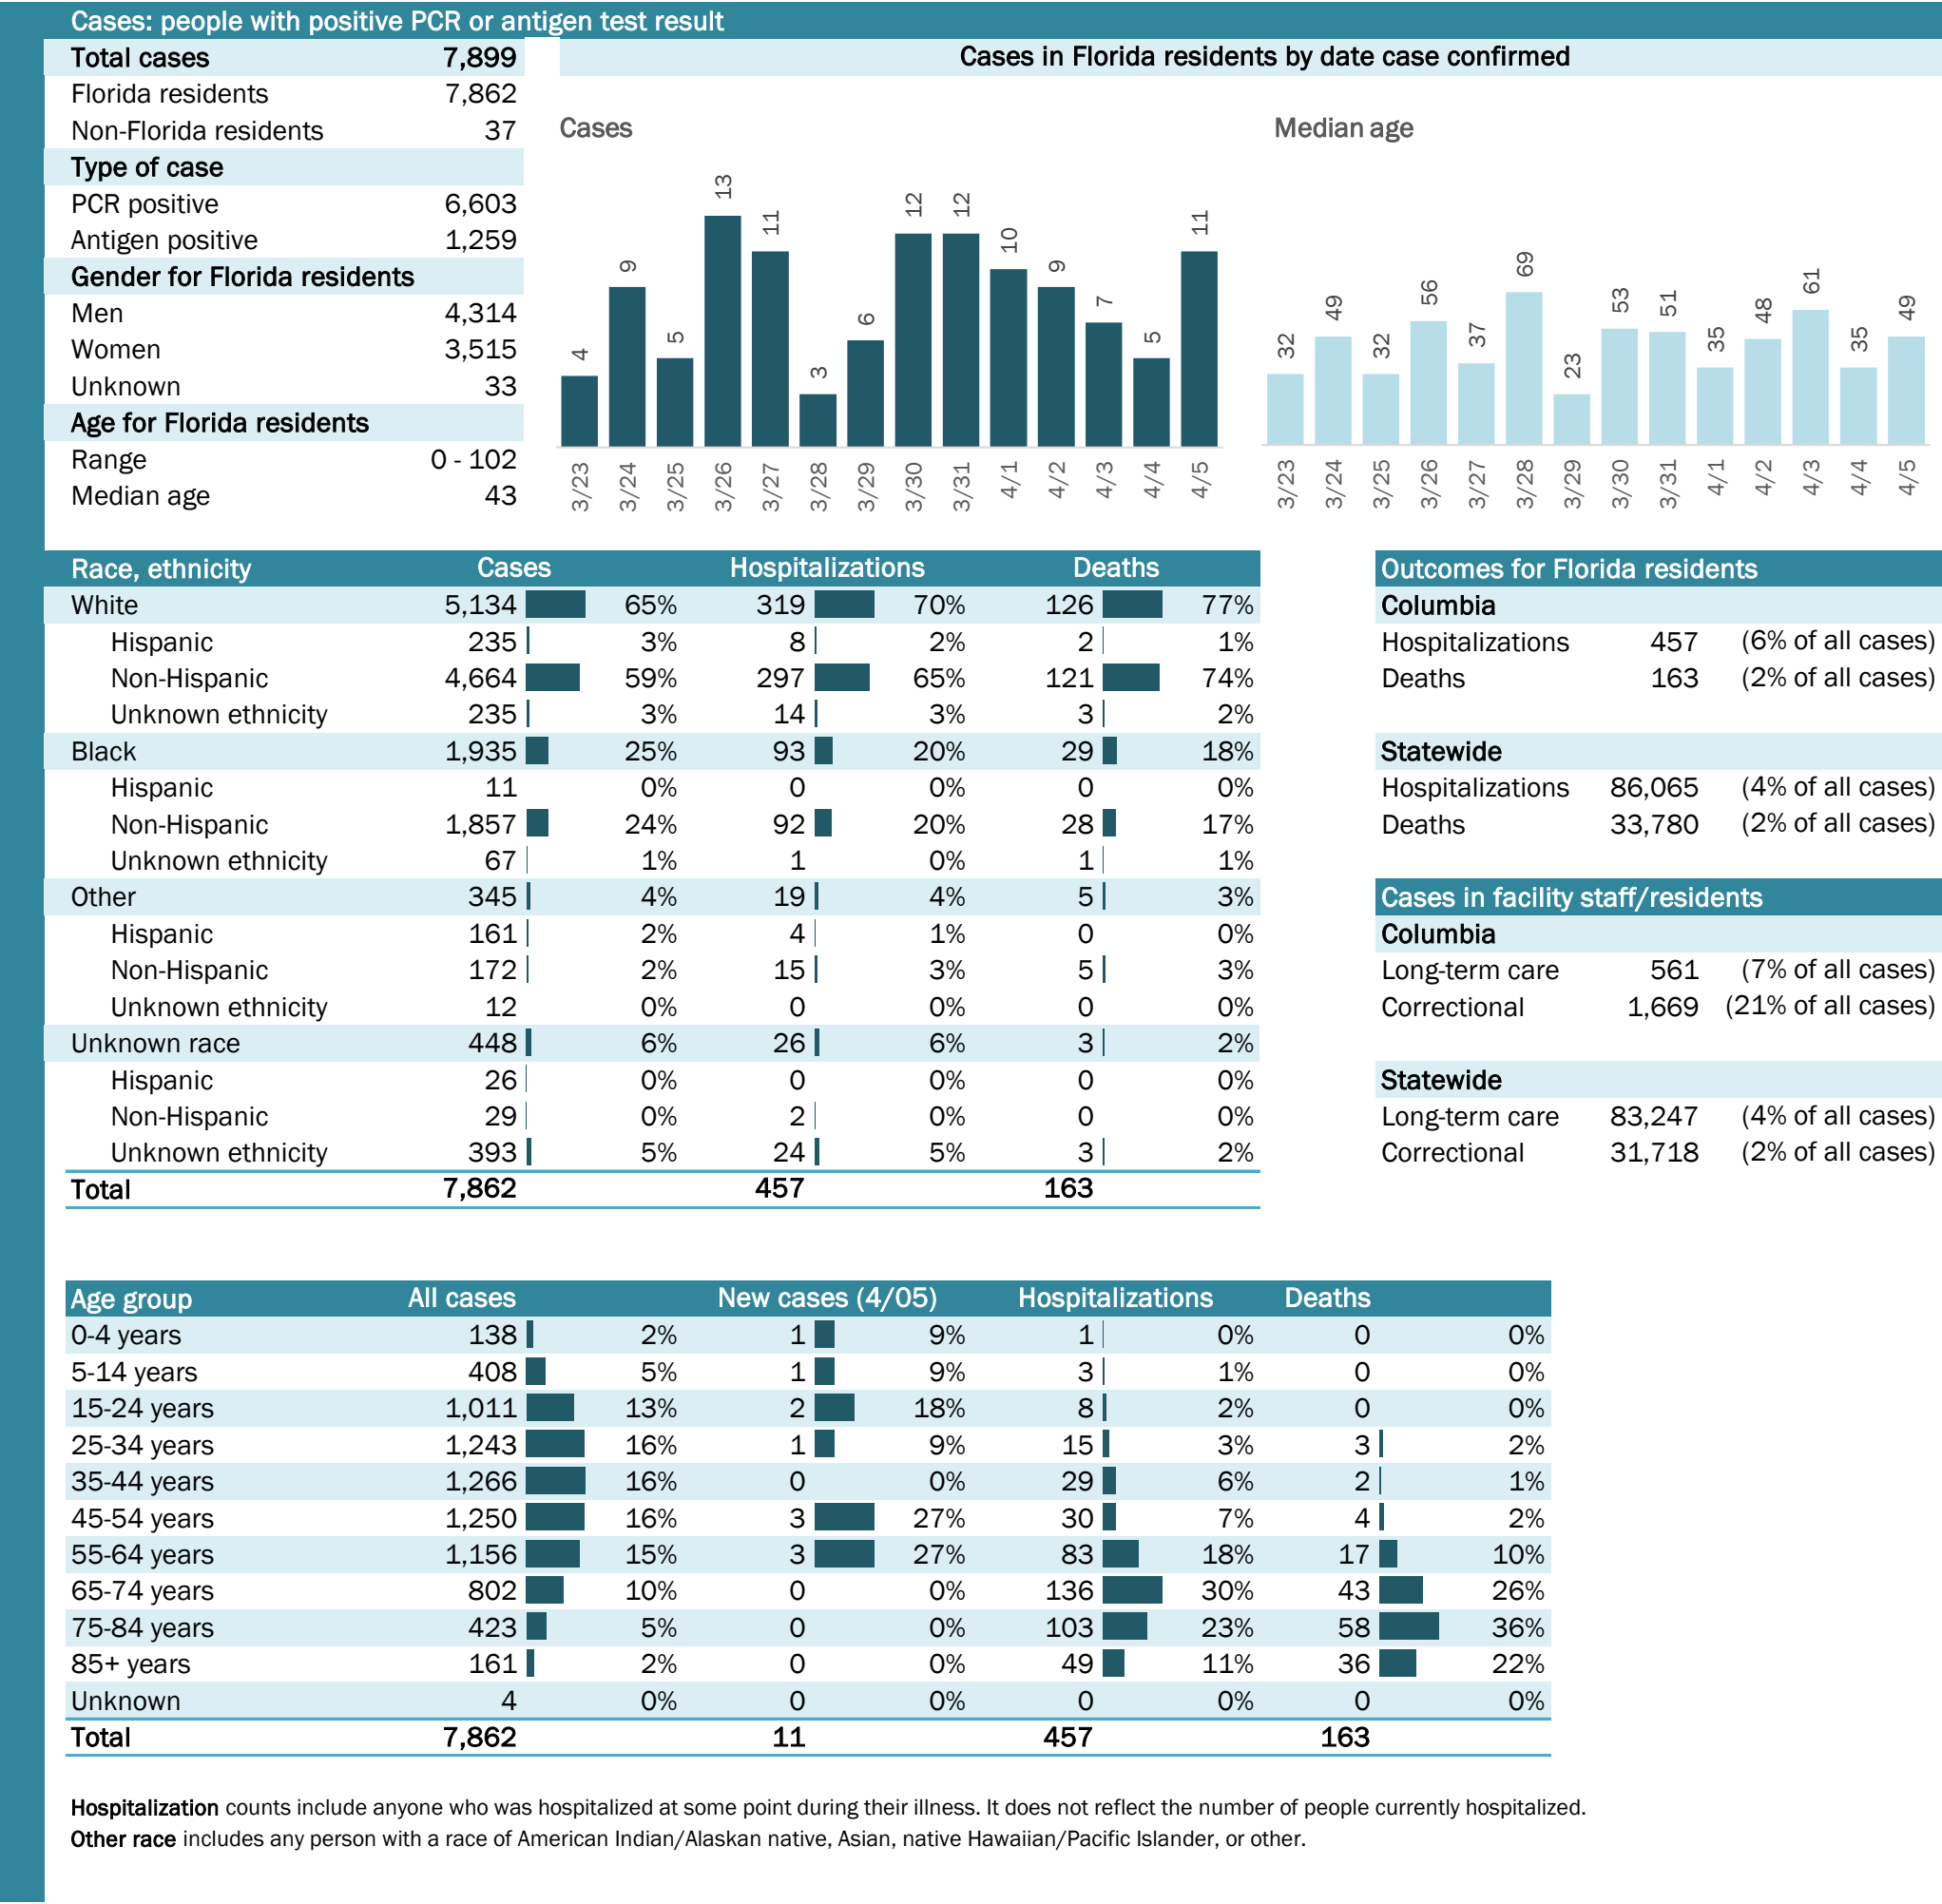 Cases: people with positive PCR or antigen test result
Total cases 7,899
Florida residents 7,862
Non-Florida residents 37
Type of case
PCR positive 6,603
Antigen positive 1,259
Gender for Florida residents
Men 4,314
Women 3,515
Unknown 33
Age for Florida residents
Range 0 - 102
Median age 43
Cases in Florida residents by date case confirmed
Cases
4 9 5 13 11 3 6 12 12 10 9 7 5 11
3/23 3/24 3/25 3/26 3/27 3/28 3/29 3/30 3/31 4/1 4/2 4/3 4/4 4/5
Median age
32 49 32 56 37 69 23 53 51 35 48 61 35 49
3/23 3/24 3/25 3/26 3/27 3/28 3/29 3/30 3/31 4/1 4/2 4/3 4/4 4/5
Race, ethnicity Cases Hospitalizations Deaths
White 5,134 65% 319 70% 126 77%
Hispanic 235 3% 8 2% 2 1%
Non-Hispanic 4,664 59% 297 65% 121 74%
Unknown ethnicity 235 3% 14 3% 3 2%
Black 1,935 25% 93 20% 29 18%
Hispanic 11 0% 0 0% 0 0%
Non-Hispanic 1,857 24% 92 20% 28 17%
Unknown ethnicity 67 1% 1 0% 1 1%
Other 345 4% 19 4% 5 3%
Hispanic 161 2% 4 1% 0 0%
Non-Hispanic 172 2% 15 3% 5 3%
Unknown ethnicity 12 0% 0 0% 0 0%
Unknown race 448 6% 26 6% 3 2%
Hispanic 26 0% 0 0% 0 0%
Non-Hispanic 29 0% 2 0% 0 0%
Unknown ethnicity 393 5% 24 5% 3 2%
Total 7,862 457 163
Outcomes for Florida residents
Columbia
Hospitalizations 457 (6% of all cases)
Deaths 163 (2% of all cases)
Statewide
Hospitalizations 86,065 (4% of all cases)
Deaths 33,780 (2% of all cases)
Cases in facility staff/residents
Columbia
Long-term care 561 (7% of all cases)
Correctional 1,669 (21% of all cases)
Statewide
Long-term care 83,247 (4% of all cases)
Correctional 31,718 (2% of all cases)
Age group All cases New cases (4/05) Hospitalizations Deaths
0-4 years 138 2% 1 9% 1 0% 0 0%
5-14 years 408 5% 1 9% 3 1% 0 0%
15-24 years 1,011 13% 2 18% 8 2% 0 0%
25-34 years 1,243 16% 1 9% 15 3% 3 2%
35-44 years 1,266 16% 0 0% 29 6% 2 1%
45-54 years 1,250 16% 3 27% 30 7% 4 2%
55-64 years 1,156 15% 3 27% 83 18% 17 10%
65-74 years 802 10% 0 0% 136 30% 43 26%
75-84 years 423 5% 0 0% 103 23% 58 36%
85+ years 161 2% 0 0% 49 11% 36 22%
Unknown 4 0% 0 0% 0 0% 0 0%
Total 7,862 11 457 163
Hospitalization counts include anyone who was hospitalized at some point during their illness. It does not reflect the number of people currently hospitalized.
Other race includes any person with a race of American Indian/Alaskan native, Asian, native Hawaiian/Pacific Islander, or other.